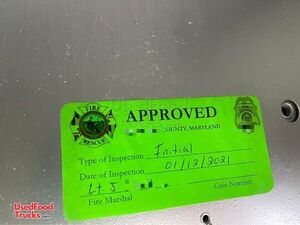 FIRE
RESCUE
APPROVED
COUNTY, MARYLAND
Type of Inspection Initial
Date of Inspection 01/12/2021
Lt J.
Fire Marshal Case Number
UsedFood
Trucks.com